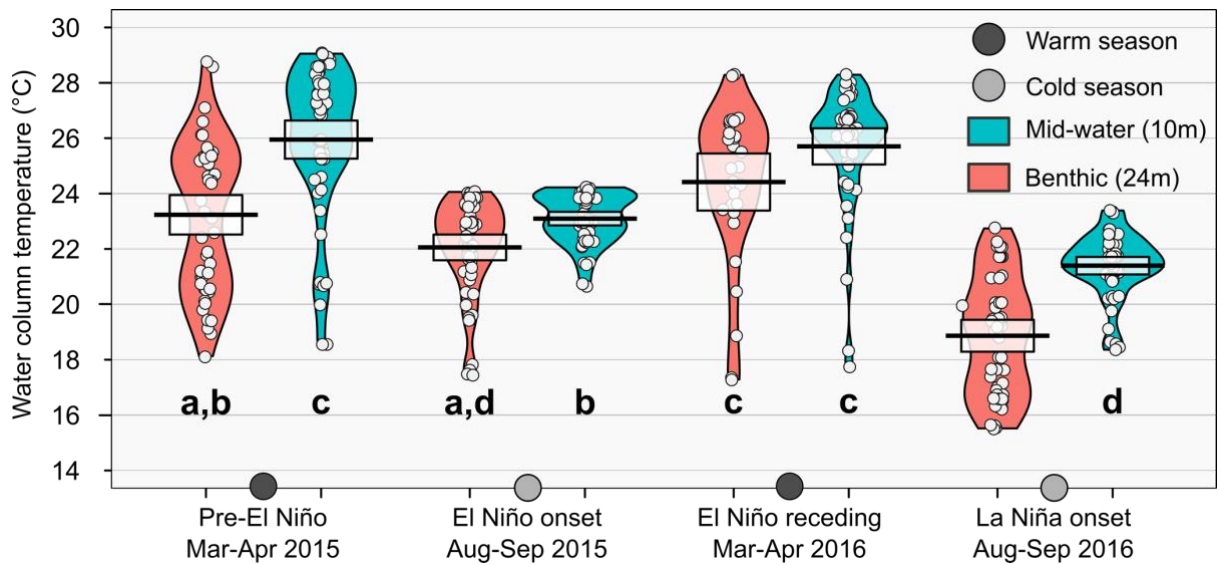 Water column temperature (°C)
30
28
26
24
22
20
18
16
14
Warm season
Cold season
Mid-water (10m)
Benthic (24m)
a,b
c
a,d
b
c
c
d
Pre-El Niño
Mar-Apr 2015
El Niño onset
Aug-Sep 2015
El Niño receding
Mar-Apr 2016
La Niña onset
Aug-Sep 2016